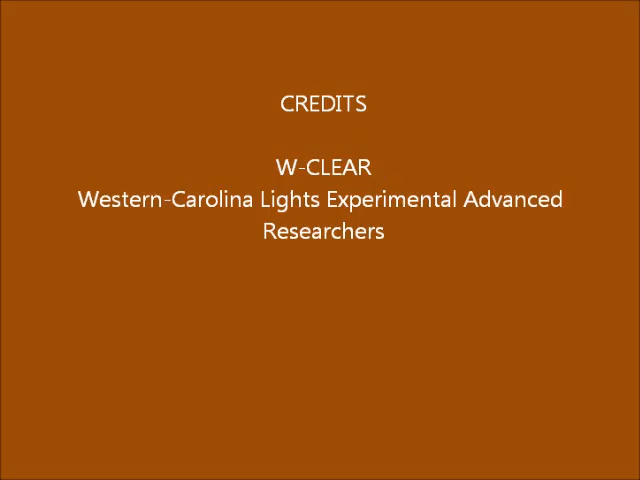 CREDITS
W-CLEAR
Western-Carolina Lights Experimental Advanced
Researchers